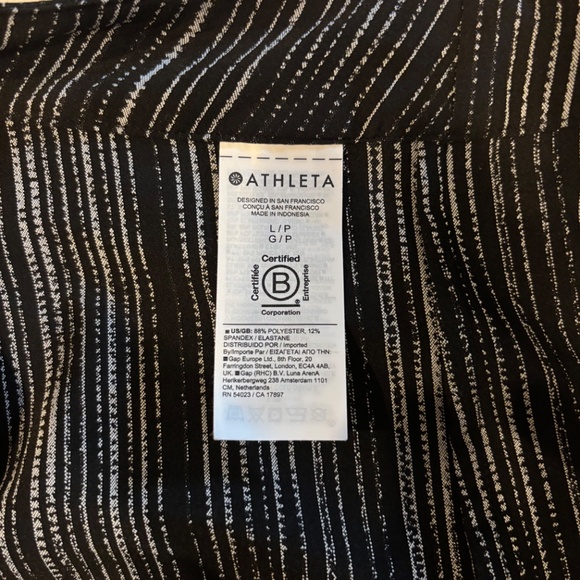 ATHLETA
DESIGNED IN SAN FRANCISCO
CONÇU À SAN FRANCISCO
MADE IN INDONESIA
L / P
G / P
Certified
Certifiée
B
Entreprise
®
Corporation
■ US/GB: 88% POLYESTER, 12%
SPANDEX / ELASTANE
DISTRIBUIDO POR / Imported
By/Importe Par / ΕΙΣΑΓΕΤΑΙ ΑΠΟ ΤΗΝ
■ Gap Europe Ltd., 8th Floor, 20
Farringdon Street, London, EC4A 4AB,
UK, ■ Gap (RHC) B.V. Luna ArenA
Herikerbergweg 238 Amsterdam 1101
CM, Netherlands
RN 54023 / CA 17897